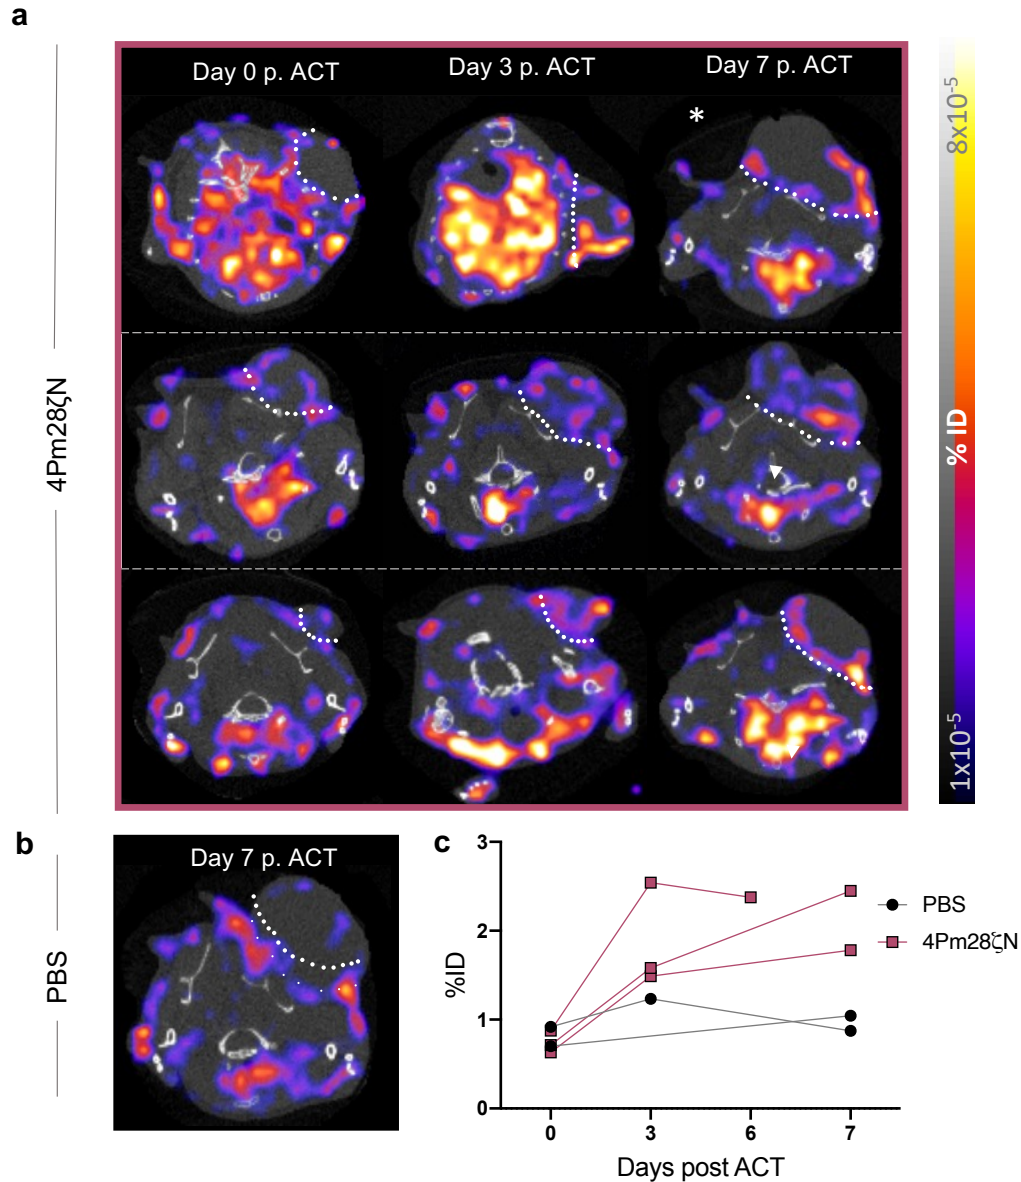 a
Day 0 p. ACT
Day 3 p. ACT
Day 7 p. ACT
*
4Pm28ζN
8x10⁻⁵
% ID
1x10⁻⁵
b
Day 7 p. ACT
PBS
c
3
2
1
0
%ID
0
3
6
7
Days post ACT
PBS
4Pm28ζN